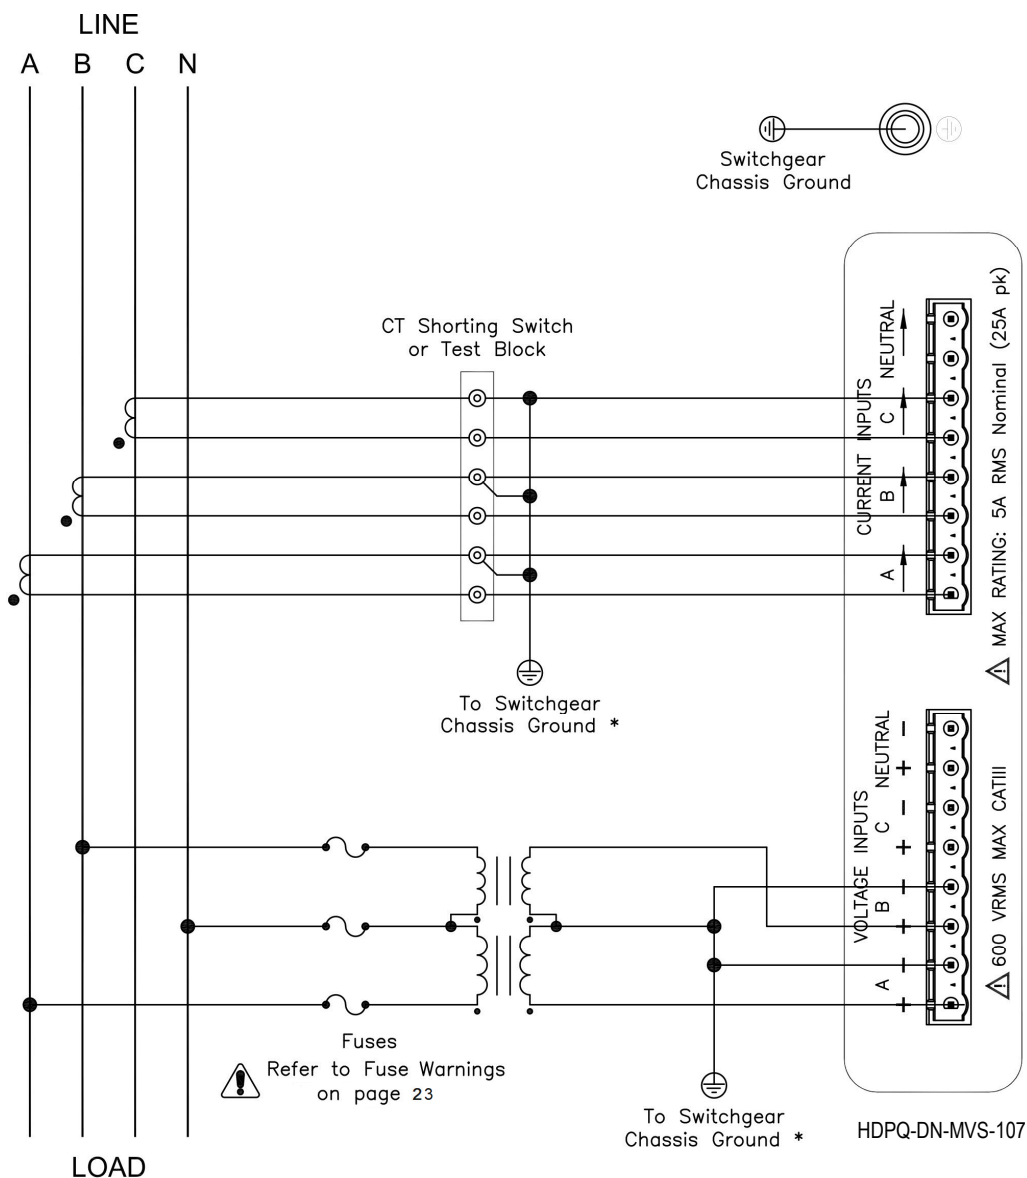 LINE
A B C N
Switchgear
Chassis Ground
CT Shorting Switch
or Test Block
CURRENT INPUTS
NEUTRAL
C
B
A
MAX RATING: 5A RMS Nominal (25A pk)
To Switchgear
Chassis Ground *
VOLTAGE INPUTS
NEUTRAL
-
+
C
-
+
B
+
A
+
600 VRMS MAX CATIII
Fuses
Refer to Fuse Warnings
on page 23
To Switchgear
Chassis Ground *
HDPQ-DN-MVS-107
LOAD